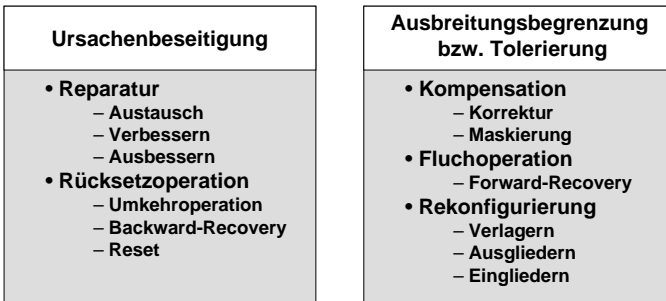 Ursachenbeseitigung
• Reparatur
– Austausch
– Verbessern
– Ausbessern
• Rücksetzoperation
– Umkehroperation
– Backward-Recovery
– Reset
Ausbreitungsbegrenzung
bzw. Tolerierung
• Kompensation
– Korrektur
– Maskierung
• Fluchoperation
– Forward-Recovery
• Rekonfigurierung
– Verlagern
– Ausgliedern
– Eingliedern